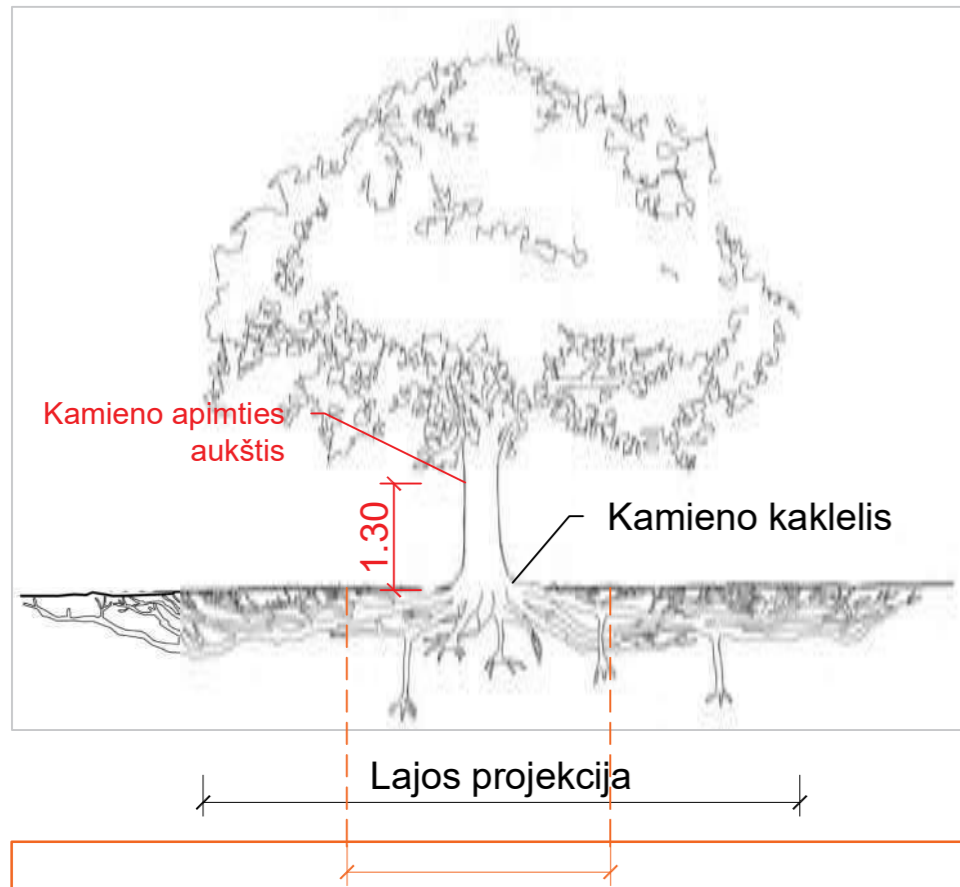 Kamieno apimties
aukštis
1.30
Kamieno kaklelis
Lajos projekcija